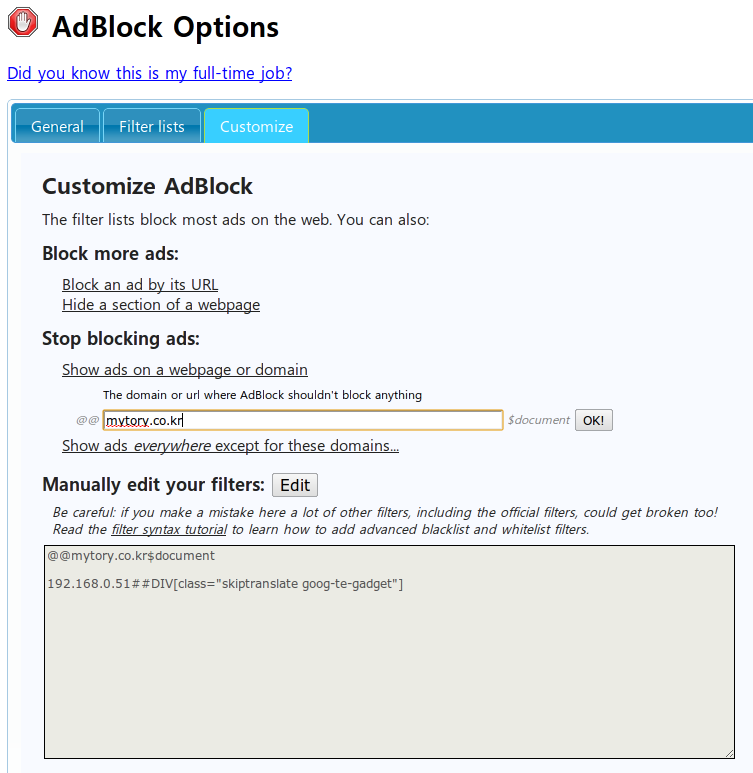 AdBlock Options
Did you know this is my full-time job?
General Filter lists Customize
Customize AdBlock
The filter lists block most ads on the web. You can also:
Block more ads:
Block an ad by its URL
Hide a section of a webpage
Stop blocking ads:
Show ads on a webpage or domain
The domain or url where AdBlock shouldn't block anything
@@ mytory.co.kr $document OK!
Show ads everywhere except for these domains...
Manually edit your filters: Edit
Be careful: if you make a mistake here a lot of other filters, including the official filters, could get broken too!
Read the filter syntax tutorial to learn how to add advanced blacklist and whitelist filters.
@@mytory.co.kr$document
192.168.0.51##DIV[class="skiptranslate goog-te-gadget"]